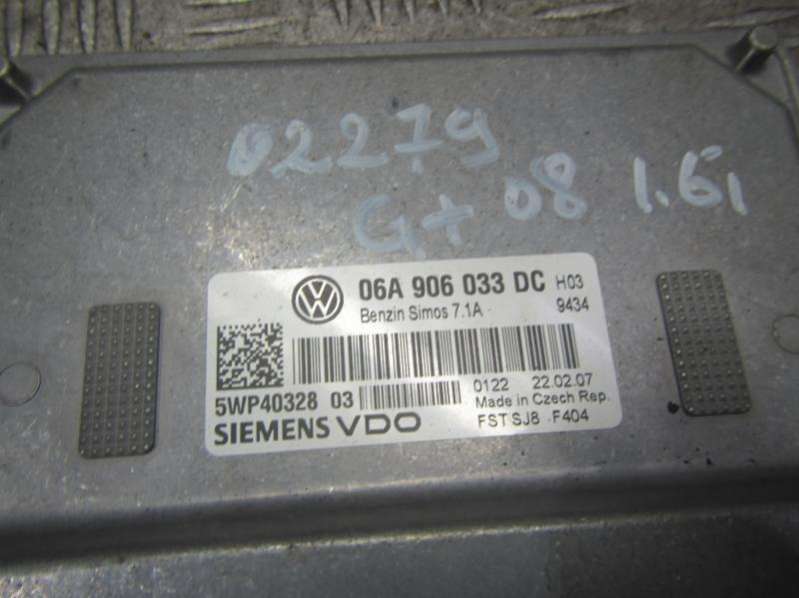 02279
G+ 08 1.6i
VW 06A 906 033 DC H03
Benzin Simos 7.1A 9434
5WP40328 03 0122 22.02.07
Made in Czech Rep.
SIEMENS VDO FST SJ8 F404